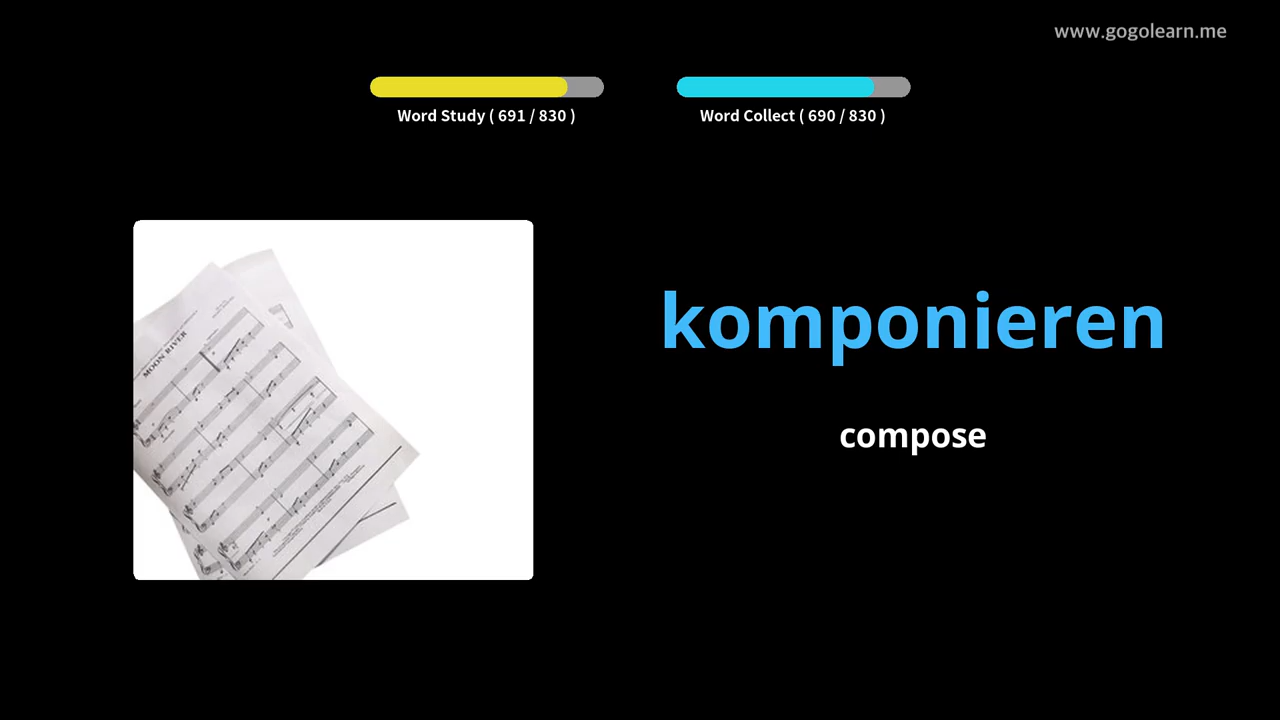 www.gogolearn.me
Word Study ( 691 / 830 )
Word Collect ( 690 / 830 )
MOON RIVER
komponieren
compose